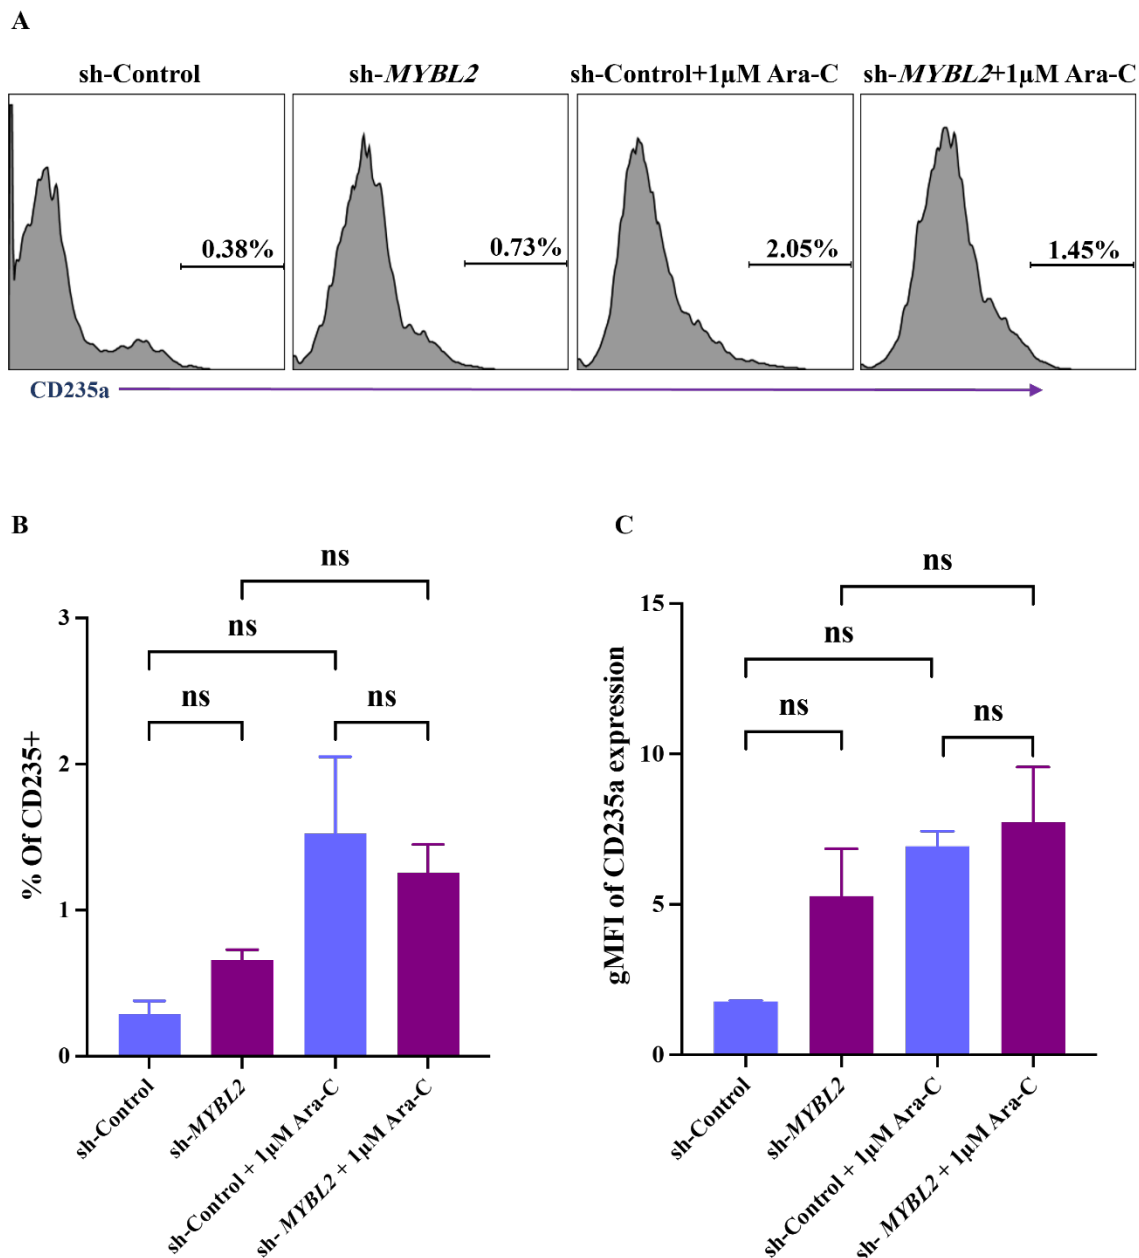 A
sh-Control sh-MYBL2 sh-Control+1μM Ara-C sh-MYBL2+1μM Ara-C
0.38% 0.73% 2.05% 1.45%
CD235a
B
ns
ns
ns ns
% Of CD235+
3
2
1
0
sh-Control
sh-MYBL2
sh-Control + 1μM Ara-C
sh- MYBL2 + 1μM Ara-C
C
ns
ns
ns ns
gMFI of CD235a expression
15
10
5
0
sh-Control
sh-MYBL2
sh-Control + 1μM Ara-C
sh- MYBL2 + 1μM Ara-C